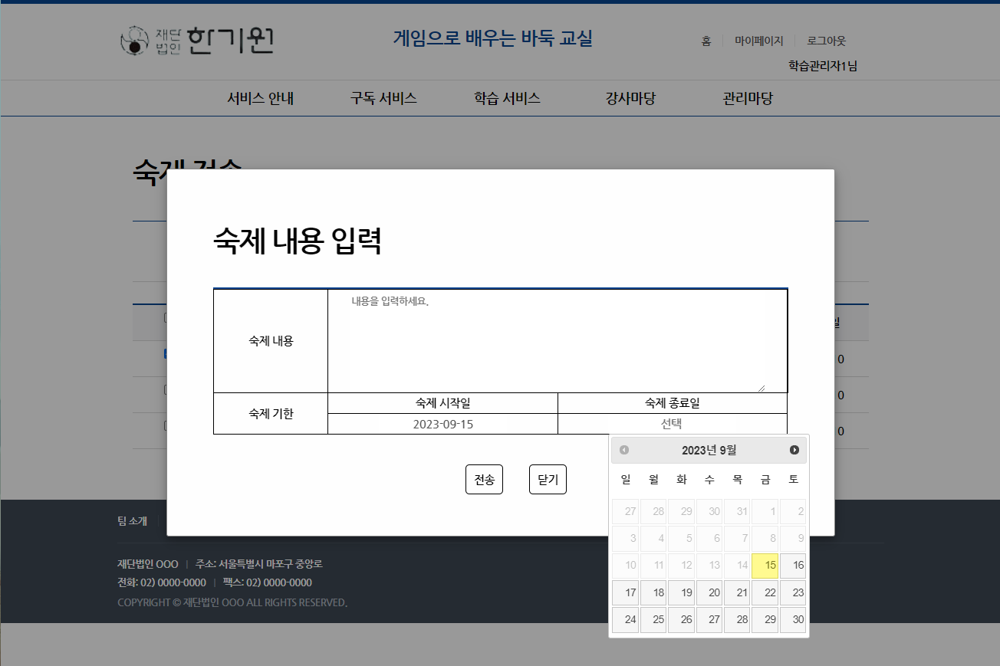 재단
법인 한기원
게임으로 배우는 바둑 교실
홈 마이페이지 로그아웃
학습관리자1님
서비스 안내 구독 서비스 학습 서비스 강사마당 관리마당
숙제 전송
숙제 내용 입력
숙제 내용 내용을 입력하세요.
숙제 기한 숙제 시작일 숙제 종료일
2023-09-15 선택
전송 닫기
일
0
0
0
2023년 9월
일 월 화 수 목 금 토
27 28 29 30 31 1 2
3 4 5 6 7 8 9
10 11 12 13 14 15 16
17 18 19 20 21 22 23
24 25 26 27 28 29 30
팀 소개
재단법인 OOO | 주소: 서울특별시 마포구 중앙로
전화: 02) 0000-0000 | 팩스: 02) 0000-0000
COPYRIGHT © 재단법인 OOO ALL RIGHTS RESERVED.